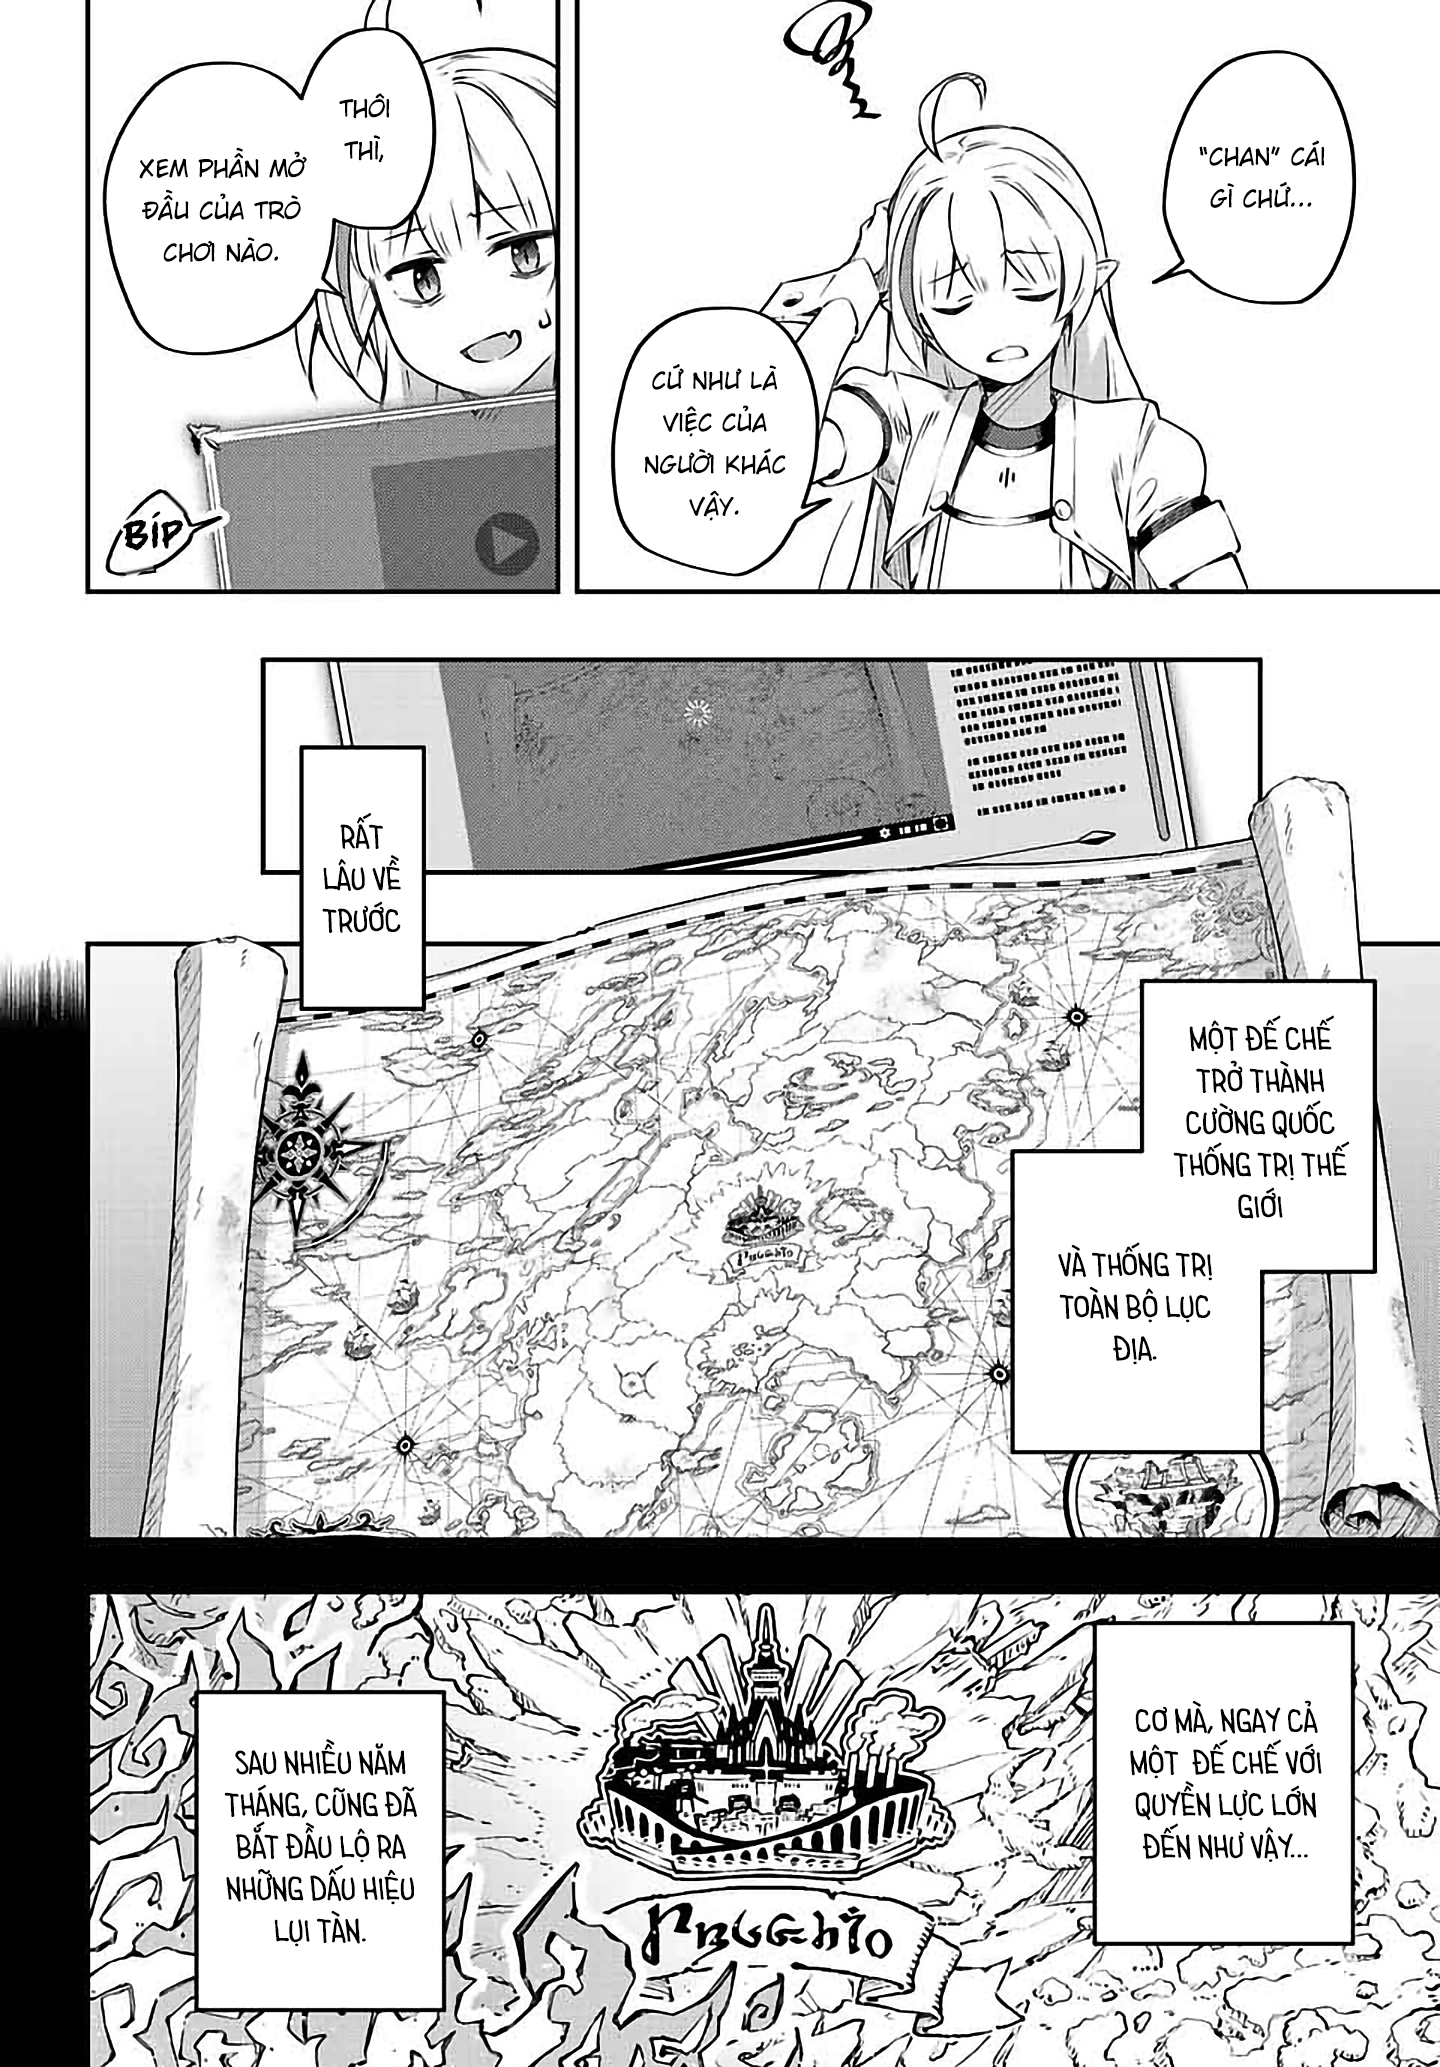 "CHAN" CÁI
GÌ CHỨ...
CỨ NHƯ LÀ
VIỆC CỦA
NGƯỜI KHÁC
VẬY.
THÔI
THÌ,
XEM PHẦN MỞ
ĐẦU CỦA TRÒ
CHƠI NÀO.
BÍP
RẤT
LÂU VỀ
TRƯỚC
MỘT ĐẾ CHẾ
TRỞ THÀNH
CƯỜNG QUỐC
THỐNG TRỊ THẾ
GIỚI
VÀ THỐNG TRỊ
TOÀN BỘ LỤC
ĐỊA.
CƠ MÀ, NGAY CẢ
MỘT ĐẾ CHẾ VỚI
QUYỀN LỰC LỚN
ĐẾN NHƯ VẬY...
SAU NHIỀU NĂM
THÁNG, CŨNG ĐÃ
BẮT ĐẦU LỘ RA
NHỮNG DẤU HIỆU
LỤI TÀN.